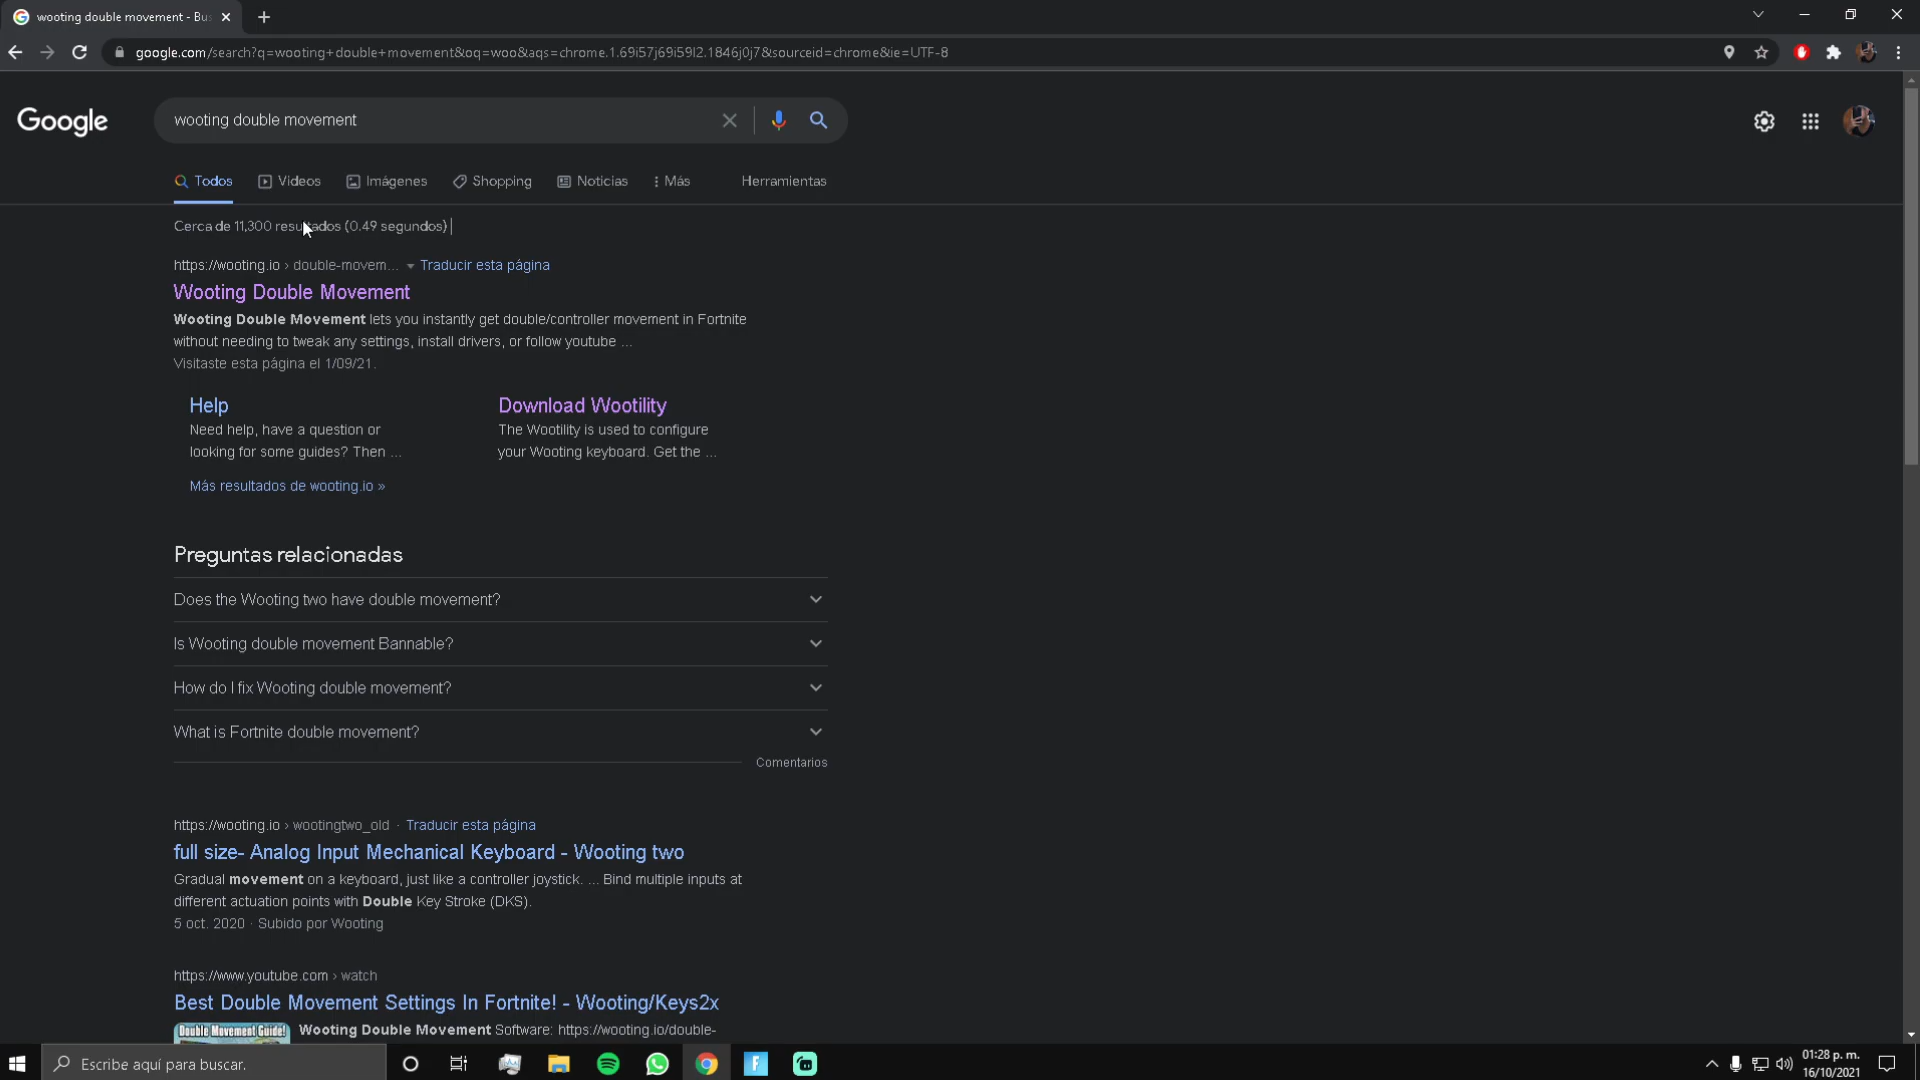 wooting double movement - Bus
google.com/search?q=wooting+double+movement&oq=woo&aqs=chrome.1.69i57j69i59l2.1846j0j7&sourceid=chrome&ie=UTF-8
Google
wooting double movement
Todos Videos Imágenes Shopping Noticias Más Herramientas
Cerca de 11,300 resultados (0.49 segundos)
https://wooting.io › double-movem... Traducir esta página
Wooting Double Movement
Wooting Double Movement lets you instantly get double/controller movement in Fortnite
without needing to tweak any settings, install drivers, or follow youtube ...
Visitaste esta página el 1/09/21.
Help
Need help, have a question or
looking for some guides? Then ...
Download Wootility
The Wootility is used to configure
your Wooting keyboard. Get the ...
Más resultados de wooting.io »
Preguntas relacionadas
Does the Wooting two have double movement?
Is Wooting double movement Bannable?
How do I fix Wooting double movement?
What is Fortnite double movement?
Comentarios
https://wooting.io › wootingtwo_old · Traducir esta página
full size- Analog Input Mechanical Keyboard - Wooting two
Gradual movement on a keyboard, just like a controller joystick. ... Bind multiple inputs at
different actuation points with Double Key Stroke (DKS).
5 oct. 2020 · Subido por Wooting
https://www.youtube.com › watch
Best Double Movement Settings In Fortnite! - Wooting/Keys2x
Double Movement Guide!
Wooting Double Movement Software: https://wooting.io/double-
Escribe aquí para buscar.
01:28 p. m.
16/10/2021